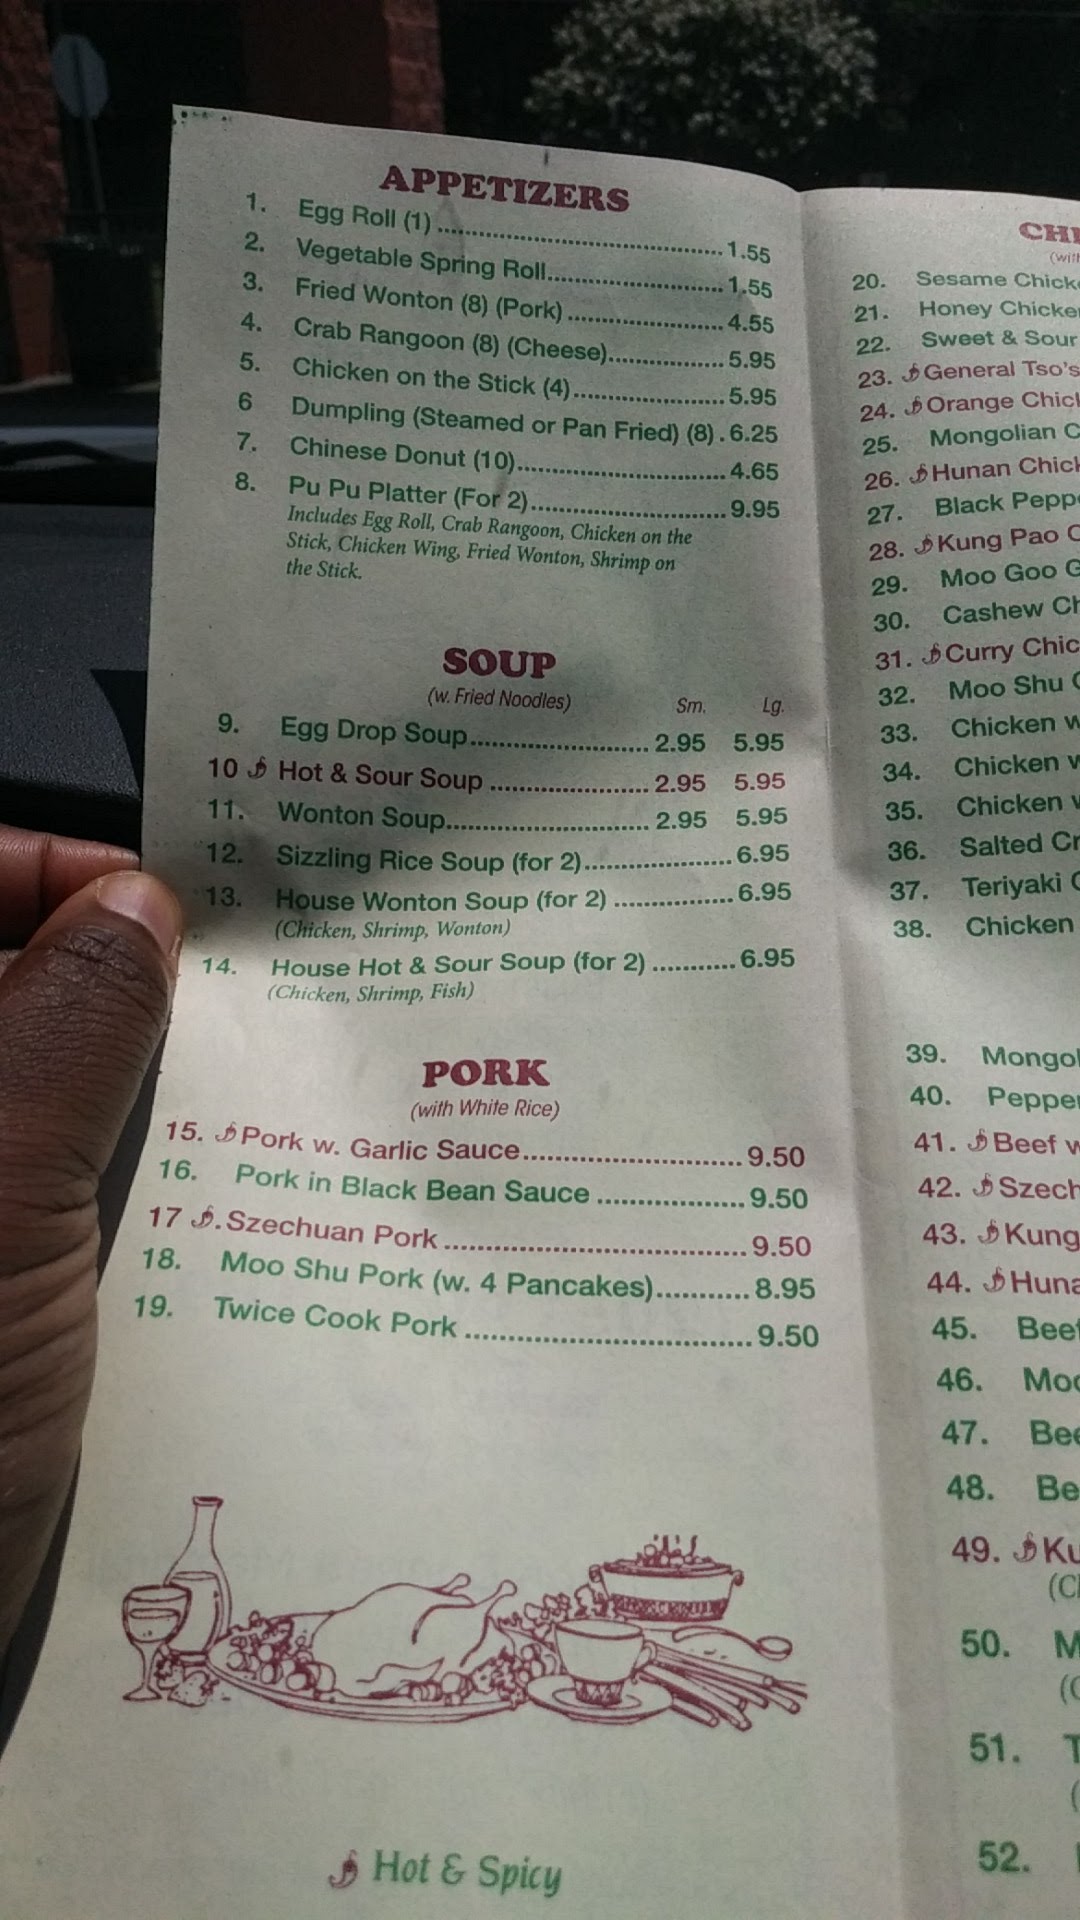 APPETIZERS
1. Egg Roll (1) ........................................ 1.55
2. Vegetable Spring Roll........................ 1.55
3. Fried Wonton (8) (Pork) ..................... 4.55
4. Crab Rangoon (8) (Cheese)................ 5.95
5. Chicken on the Stick (4)..................... 5.95
6 Dumpling (Steamed or Pan Fried) (8) . 6.25
7. Chinese Donut (10)............................. 4.65
8. Pu Pu Platter (For 2)........................... 9.95
Includes Egg Roll, Crab Rangoon, Chicken on the
Stick, Chicken Wing, Fried Wonton, Shrimp on
the Stick.
SOUP
(w. Fried Noodles) Sm. Lg.
9. Egg Drop Soup........................ 2.95 5.95
10 Hot & Sour Soup ..................... 2.95 5.95
11. Wonton Soup........................... 2.95 5.95
12. Sizzling Rice Soup (for 2)................... 6.95
13. House Wonton Soup (for 2) ................ 6.95
(Chicken, Shrimp, Wonton)
14. House Hot & Sour Soup (for 2) ........... 6.95
(Chicken, Shrimp, Fish)
PORK
(with White Rice)
15. Pork w. Garlic Sauce.......................... 9.50
16. Pork in Black Bean Sauce ................. 9.50
17 . Szechuan Pork ................................... 9.50
18. Moo Shu Pork (w. 4 Pancakes)........... 8.95
19. Twice Cook Pork ................................. 9.50
Hot & Spicy
20. Sesame
21. Honey
22. Sweet & Sour
23. General Tso's
24. Orange
25. Mongolian
26. Hunan
27. Black
28. Kung Pao
29. Moo Goo
30. Cashew
31. Curry
32. Moo Shu
33. Chicken
34. Chicken
35. Chicken
36. Salted
37. Teriyaki
38. Chicken
39.
40.
41. Beef
42.
43. Kung
44.
45.
46.
47.
48.
49.
50.
51.
52.